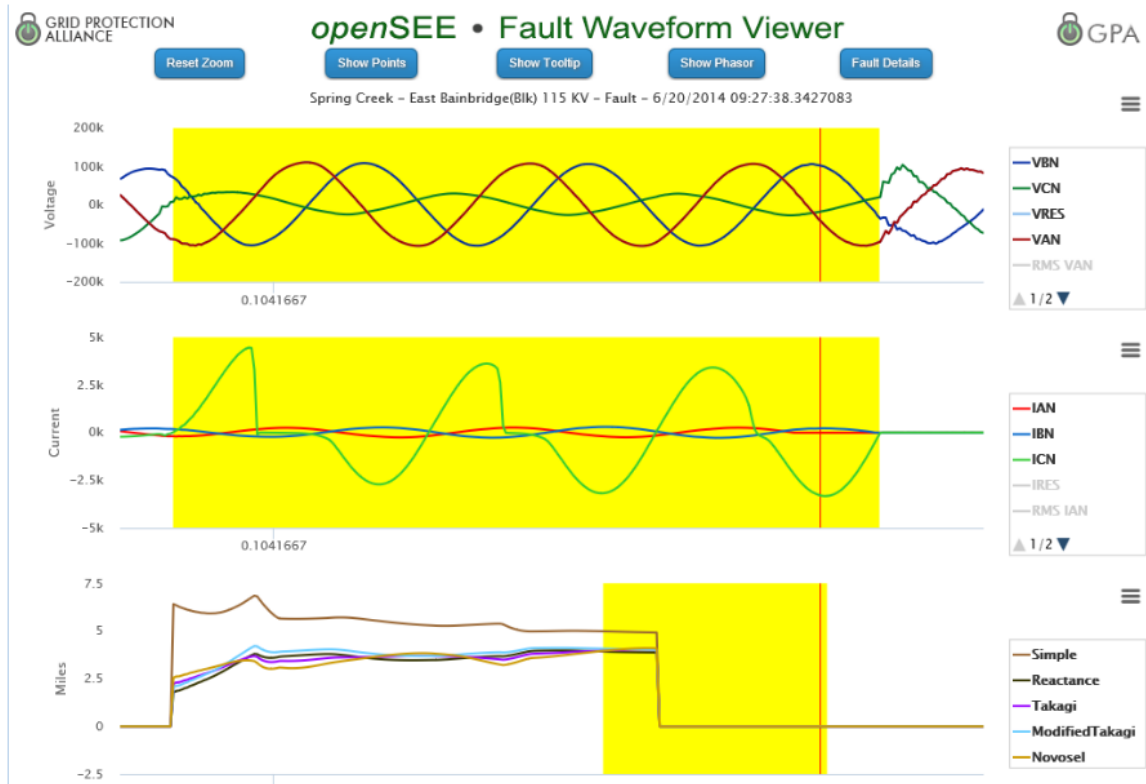 GRID PROTECTION
ALLIANCE
openSEE • Fault Waveform Viewer
GPA
Reset Zoom
Show Points
Show Tooltip
Show Phasor
Fault Details
Spring Creek - East Bainbridge(Blk) 115 KV - Fault - 6/20/2014 09:27:38.3427083
Voltage
200k
100k
0k
-100k
-200k
0.1041667
VBN
VCN
VRES
VAN
RMS VAN
1/2
Current
5k
2.5k
0k
-2.5k
-5k
0.1041667
IAN
IBN
ICN
IRES
RMS IAN
1/2
Miles
7.5
5
2.5
0
-2.5
0.1041667
Simple
Reactance
Takagi
ModifiedTakagi
Novosel